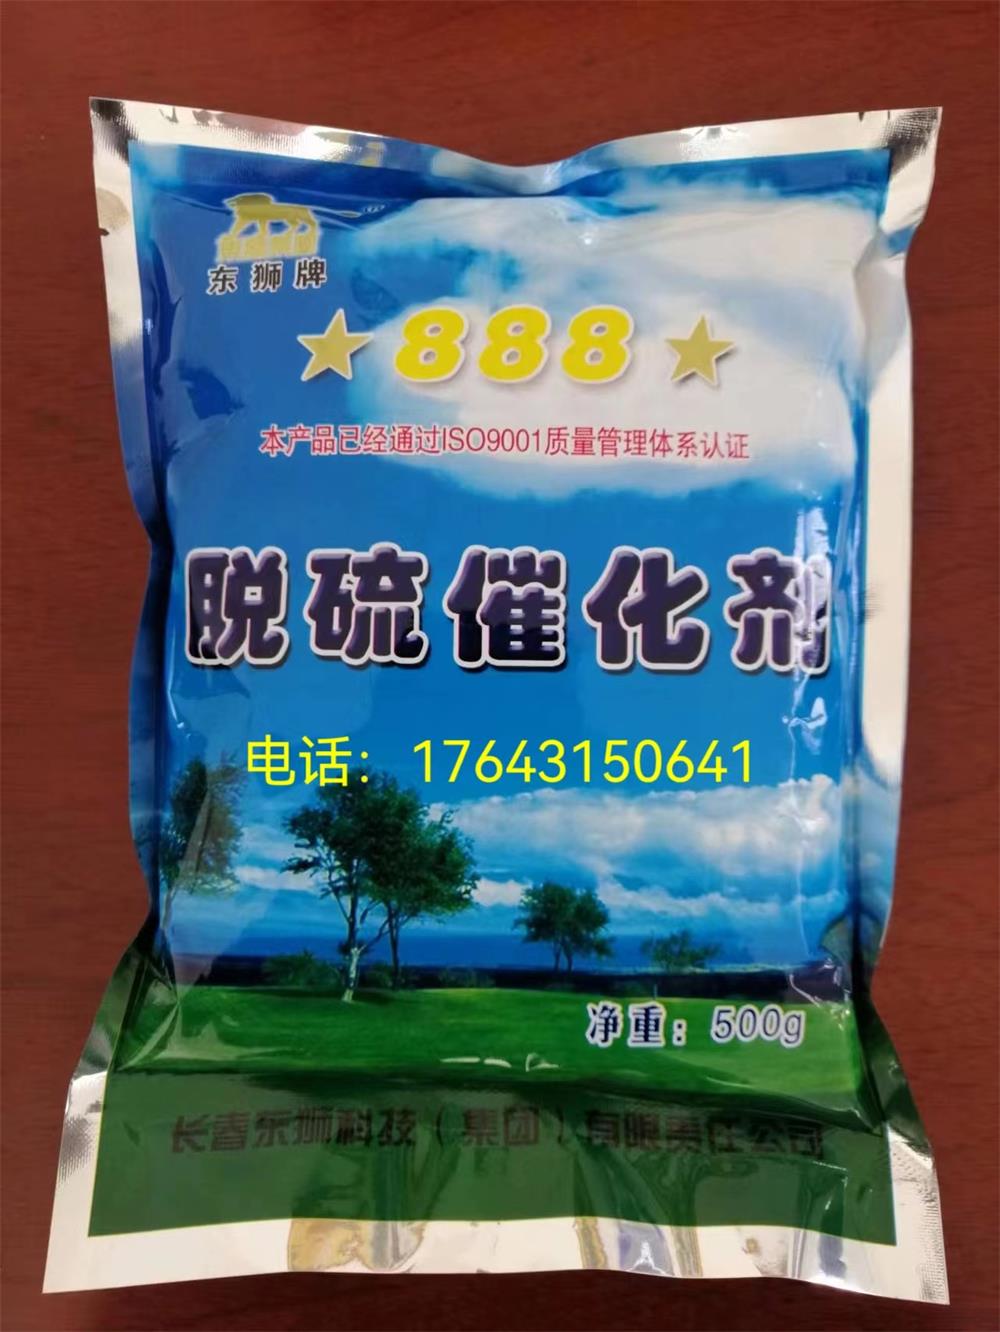 东狮牌
★888★
本产品已经通过ISO9001质量管理体系认证
脱硫催化剂
电话：17643150641
净重：500g
长春东狮科技（集团）有限责任公司